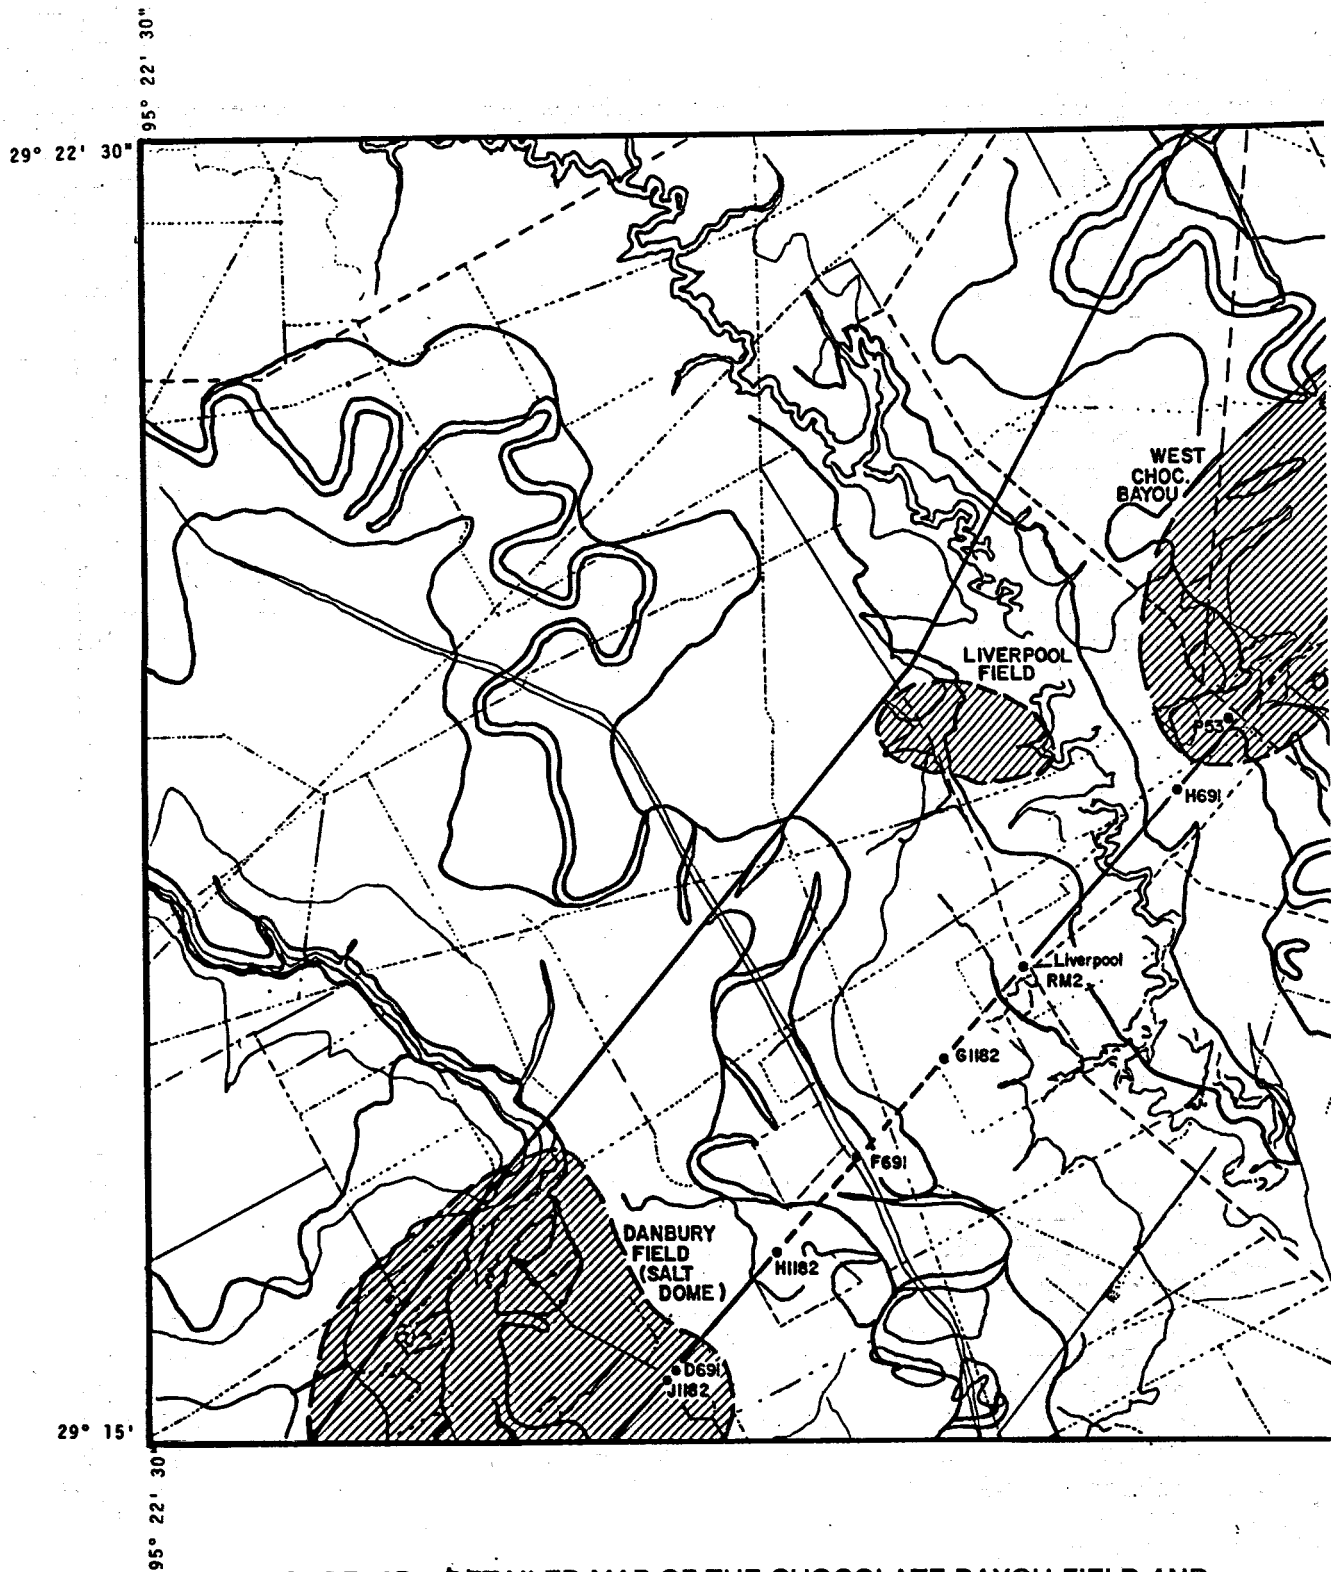 95° 22' 30"
29° 22' 30"
WEST
CHOC.
BAYOU
LIVERPOOL
FIELD
P53
H691
Liverpool
RM2
G1182
F691
DANBURY
FIELD
(SALT
DOME)
H1182
D691
J1182
29° 15'
95° 22' 30"
DETAILED MAP OF THE CHOCOLATE BAYOU FIELD AND